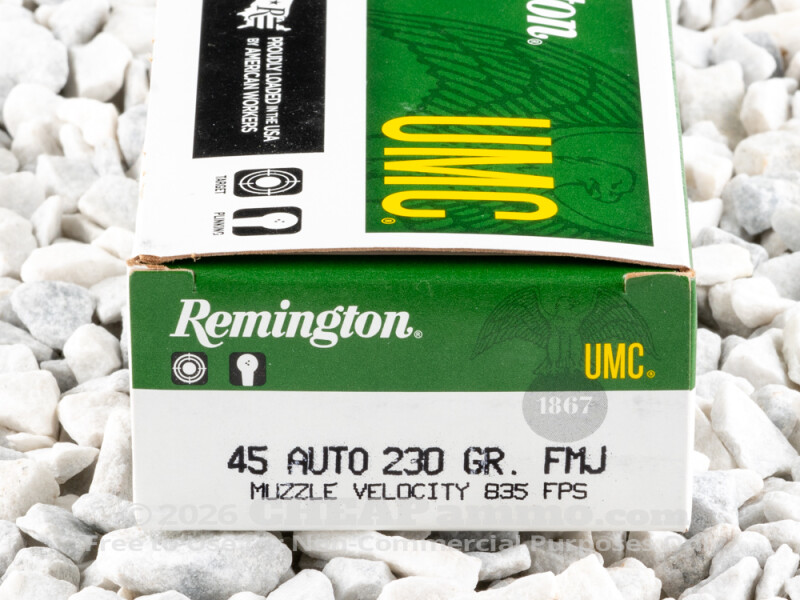 PROUDLY LOADED IN THE USA
BY AMERICAN WORKERS
TARGET
PLINKING
UMC®
Remington®
UMC®
1867
45 AUTO 230 GR. FMJ
MUZZLE VELOCITY 835 FPS
© 2026 CHEAPammo.com
Free to Use for Non-Commercial Purposes